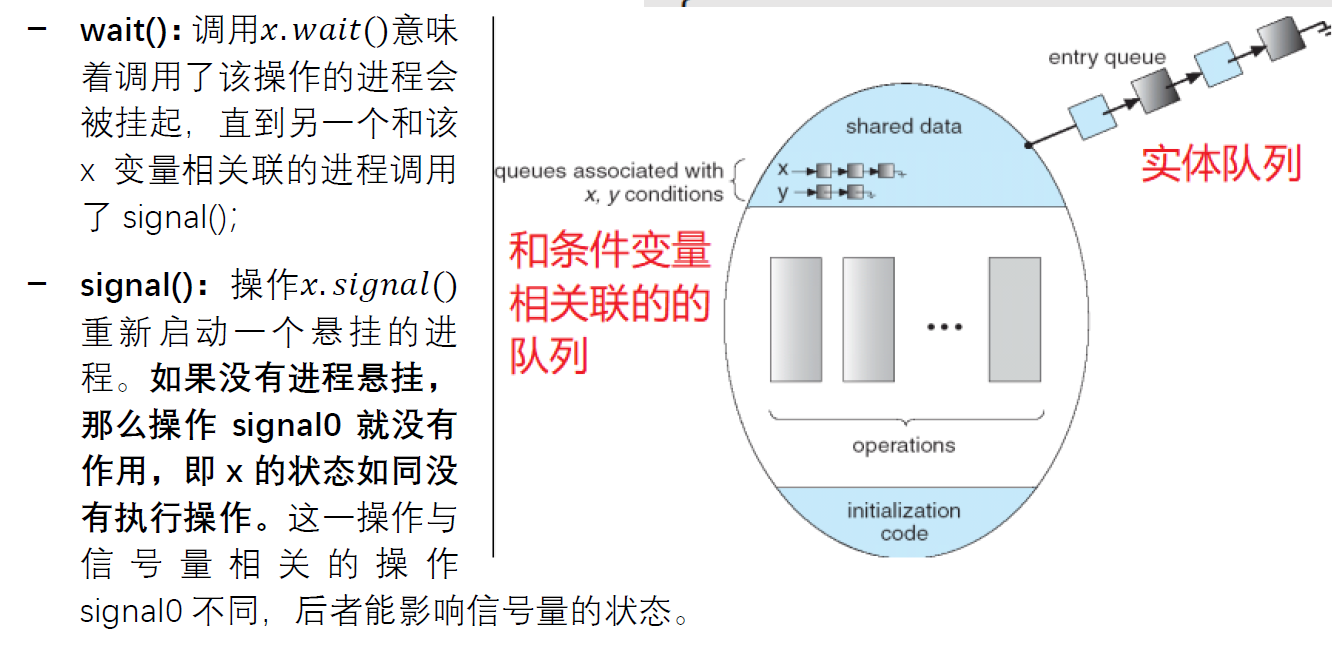 – wait(): 调用x.wait()意味
着调用了该操作的进程会
被挂起，直到另一个和该
x 变量相关联的进程调用
了 signal();
– signal()：操作x.signal()
重新启动一个悬挂的进
程。如果没有进程悬挂，
那么操作 signal0 就没有
作用，即 x 的状态如同没
有执行操作。这一操作与
信号量相关的操作
signal0 不同，后者能影响信号量的状态。
entry queue
实体队列
shared data
queues associated with
x, y conditions
x
y
和条件变量
相关联的的
队列
•••
operations
initialization
code